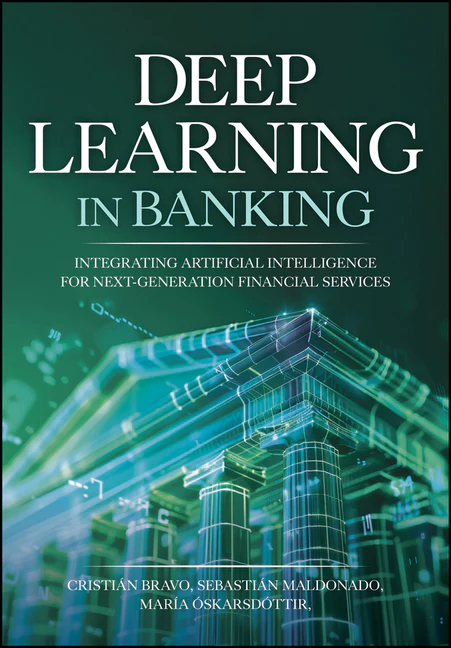 DEEP
LEARNING
IN BANKING
INTEGRATING ARTIFICIAL INTELLIGENCE
FOR NEXT-GENERATION FINANCIAL SERVICES
CRISTIÁN BRAVO, SEBASTIÁN MALDONADO,
MARÍA ÓSKARSDÓTTIR,